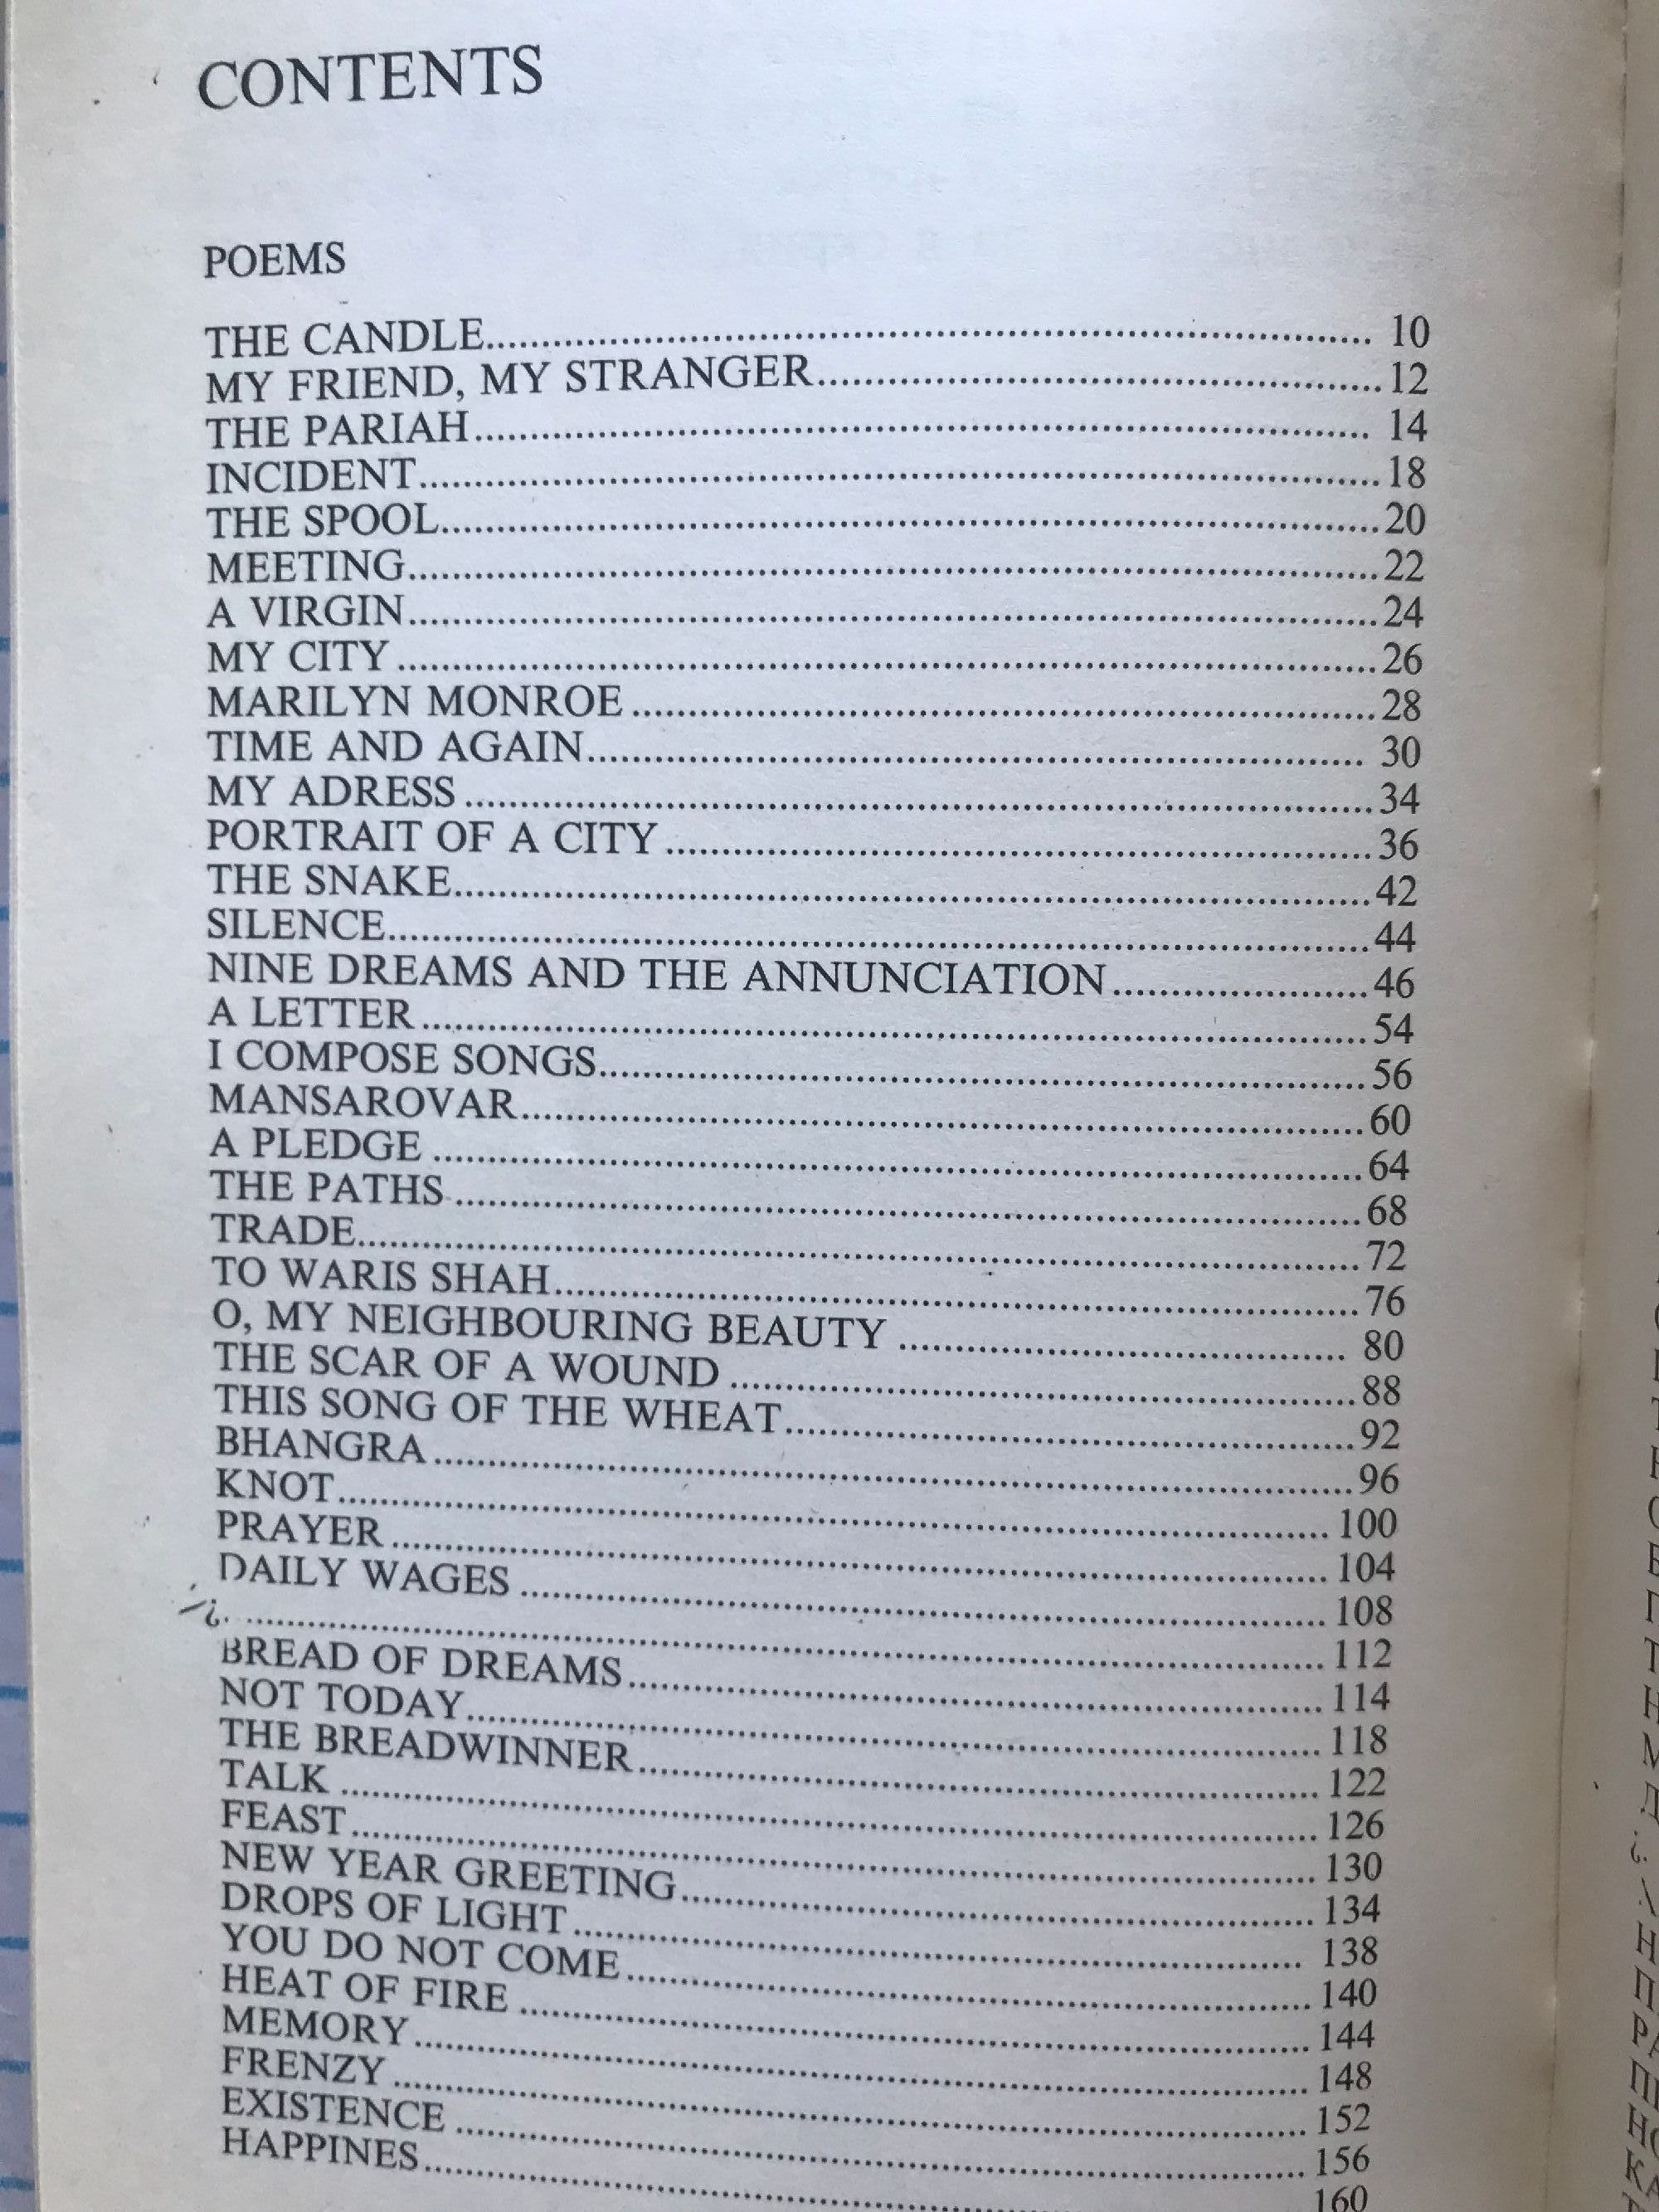 CONTENTS
POEMS
THE CANDLE................................................................ 10
MY FRIEND, MY STRANGER........................................12
THE PARIAH................................................................ 14
INCIDENT....................................................................18
THE SPOOL..................................................................20
MEETING.....................................................................22
A VIRGIN.....................................................................24
MY CITY ......................................................................26
MARILYN MONROE .....................................................28
TIME AND AGAIN........................................................ 30
MY ADRESS .................................................................34
PORTRAIT OF A CITY ..................................................36
THE SNAKE.................................................................42
SILENCE......................................................................44
NINE DREAMS AND THE ANNUNCIATION..................46
A LETTER ....................................................................54
I COMPOSE SONGS.......................................................56
MANSAROVAR............................................................60
A PLEDGE ...................................................................64
THE PATHS .................................................................68
TRADE........................................................................72
TO WARIS SHAH..........................................................76
O, MY NEIGHBOURING BEAUTY ................................ 80
THE SCAR OF A WOUND .............................................88
THIS SONG OF THE WHEAT.........................................92
BHANGRA ..................................................................96
KNOT........................................................................ 100
PRAYER .................................................................... 104
DAILY WAGES ........................................................... 108
............................................................................... 112
BREAD OF DREAMS................................................... 114
NOT TODAY............................................................... 118
THE BREADWINNER.................................................. 122
TALK ........................................................................ 126
FEAST....................................................................... 130
NEW YEAR GREETING............................................... 134
DROPS OF LIGHT ...................................................... 138
YOU DO NOT COME................................................... 140
HEAT OF FIRE ........................................................... 144
MEMORY................................................................... 148
FRENZY .................................................................... 152
EXISTENCE ............................................................... 156
HAPPINES................................................................. 160